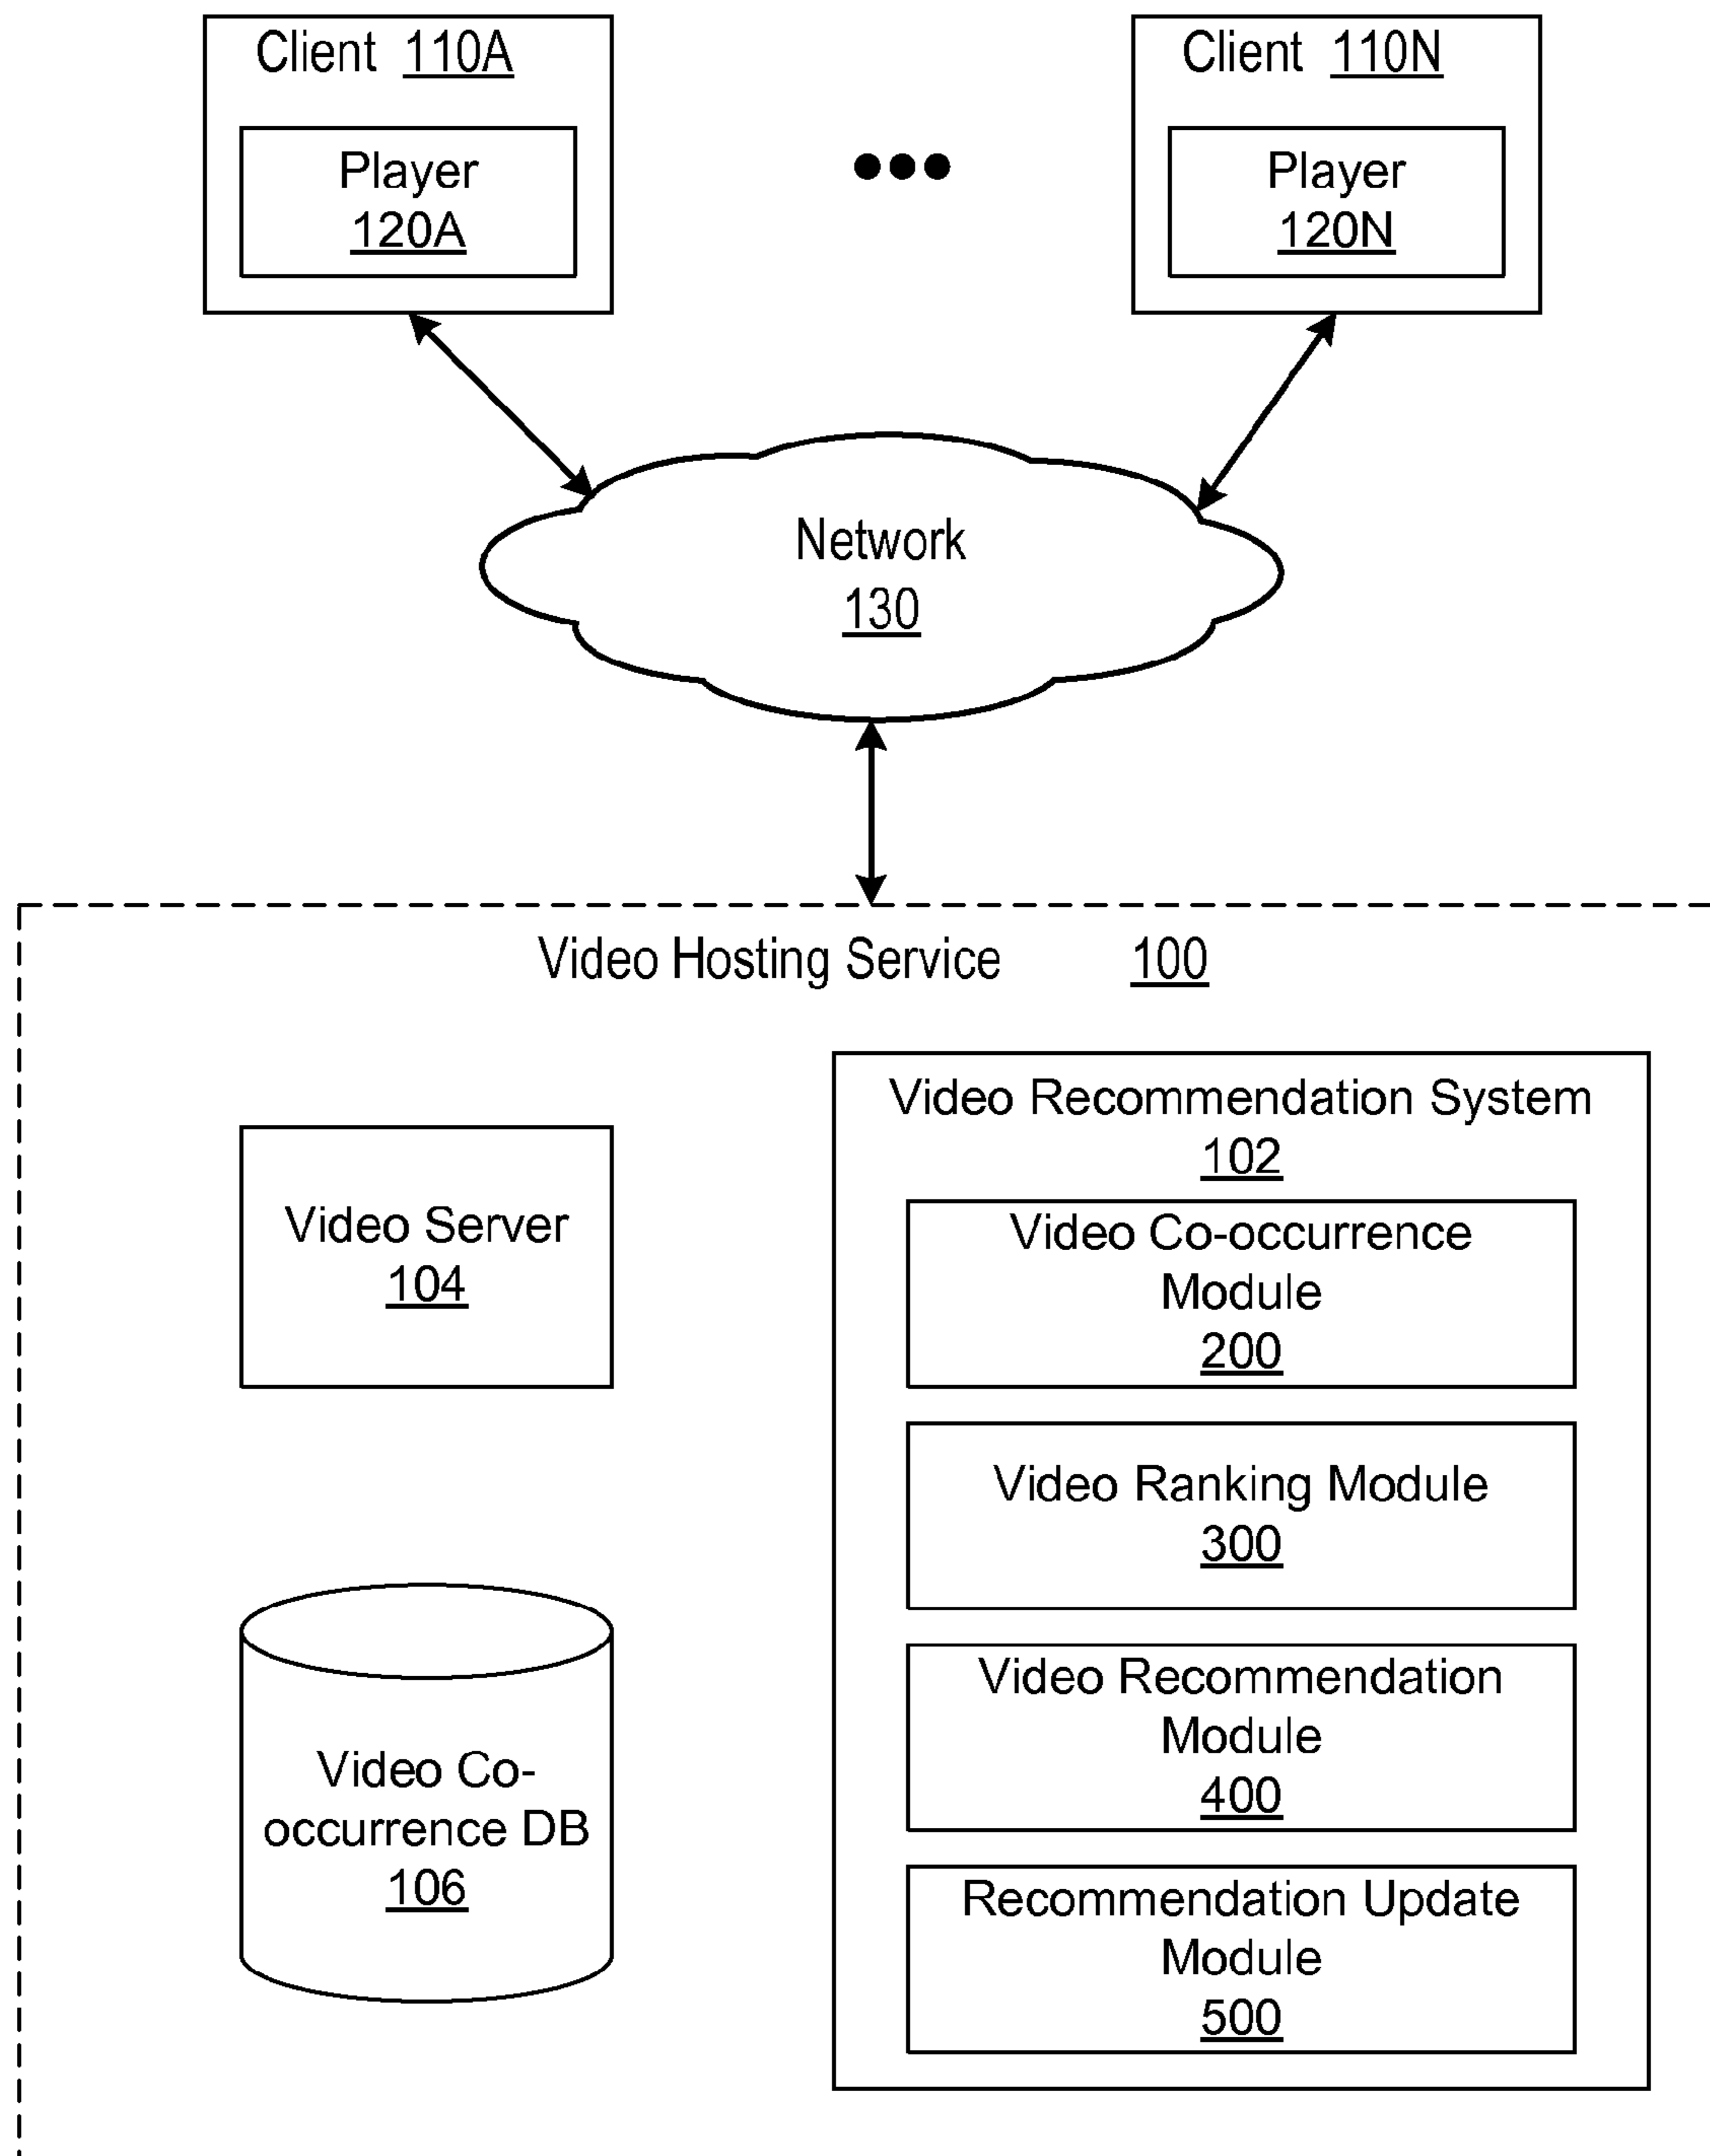 Client 110A
Player
120A
Client 110N
Player
120N
Network
130
Video Hosting Service 100
Video Server
104
Video Co-
occurrence DB
106
Video Recommendation System
102
Video Co-occurrence
Module
200
Video Ranking Module
300
Video Recommendation
Module
400
Recommendation Update
Module
500